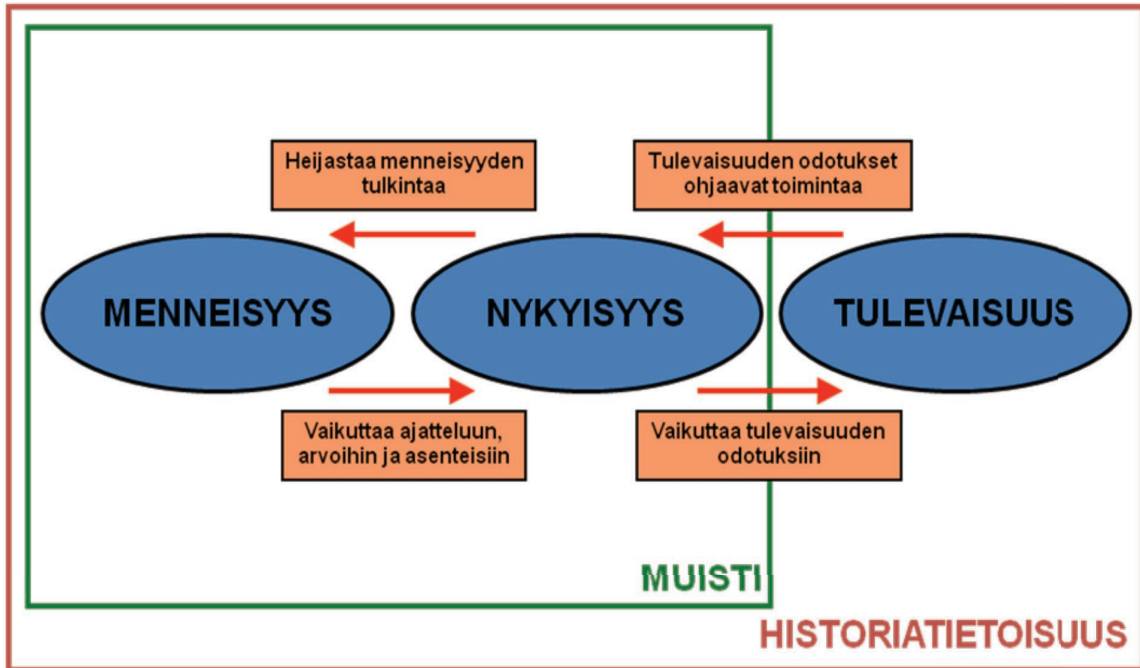 Heijastaa menneisyyden
tulkintaa
Tulevaisuuden odotukset
ohjaavat toimintaa
MENNEISYYS
NYKYISYYS
TULEVAISUUS
Vaikuttaa ajatteluun,
arvoihin ja asenteisiin
Vaikuttaa tulevaisuuden
odotuksiin
MUISTI
HISTORIATIETOISUUS